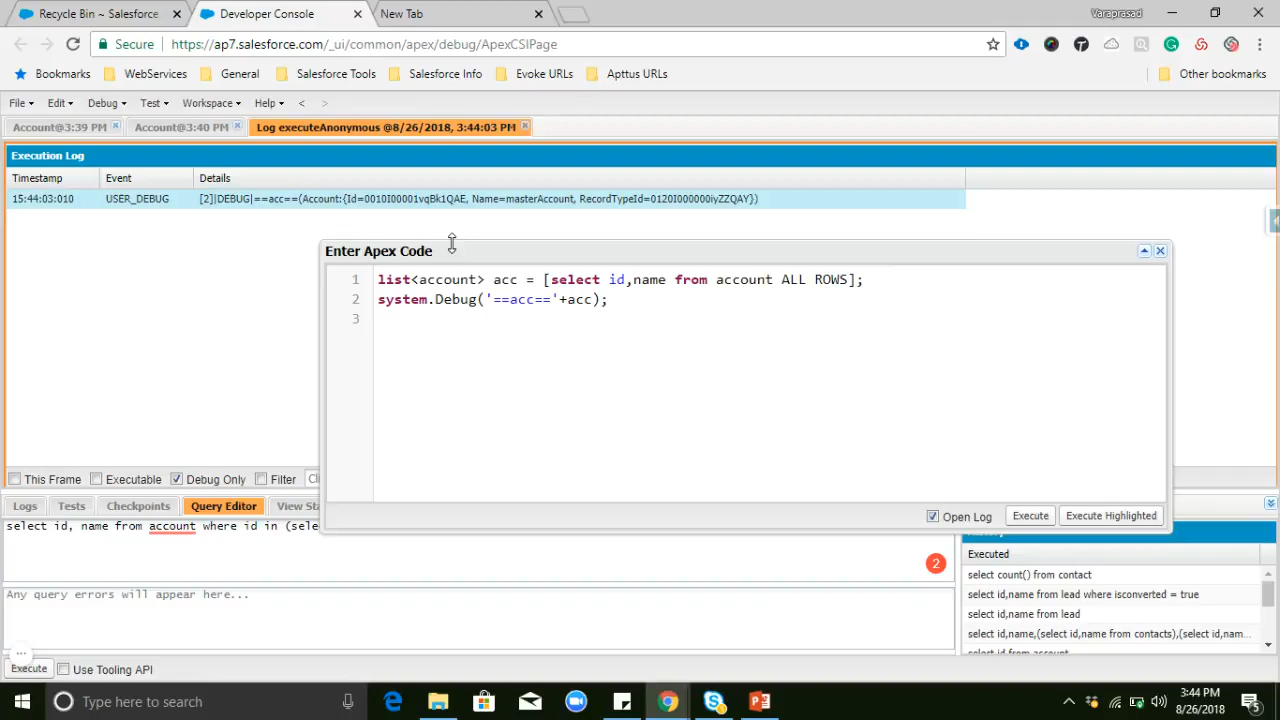 Recycle Bin ~ Salesforce
Developer Console
New Tab
Varaprasad
Secure
https://ap7.salesforce.com/_ui/common/apex/debug/ApexCSIPage
Bookmarks
WebServices
General
Salesforce Tools
Salesforce Info
Evoke URLs
Apttus URLs
Other bookmarks
File
Edit
Debug
Test
Workspace
Help
<
>
Account@3:39 PM
Account@3:40 PM
Log executeAnonymous @8/26/2018, 3:44:03 PM
Execution Log
Timestamp
Event
Details
15:44:03:010
USER_DEBUG
[2]|DEBUG|==acc==(Account:{Id=0010I00001vqBk1QAE, Name=masterAccount, RecordTypeId=0120I000000iyZZQAY})
Enter Apex Code
1 list<account> acc = [select id,name from account ALL ROWS];
2 system.Debug('==acc=='+acc);
3
This Frame
Executable
Debug Only
Filter
Open Log
Execute
Execute Highlighted
Logs
Tests
Checkpoints
Query Editor
View Sta
select id, name from account where id in (sele
2
Any query errors will appear here...
Executed
select count() from contact
select id,name from lead where isconverted = true
select id,name from lead
select id,name,(select id,name from contacts),(select id,nam...
select id from account
...
Execute
Use Tooling API
Type here to search
3:44 PM
8/26/2018
5